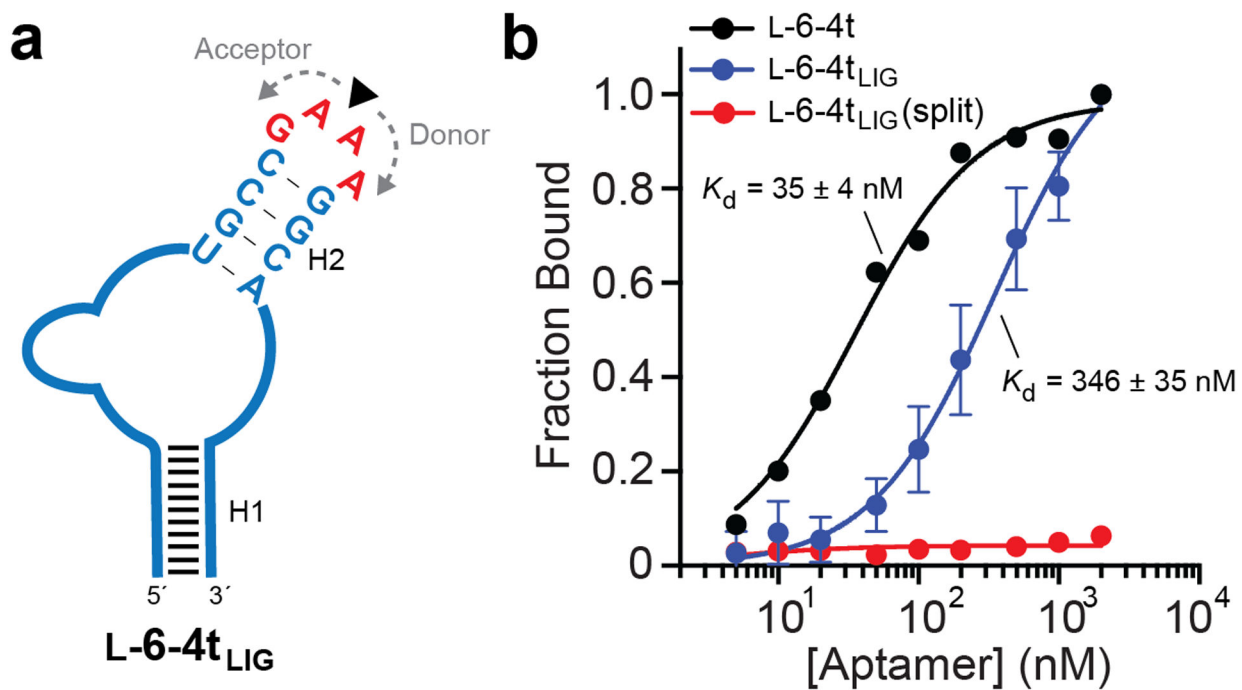 a
Acceptor
Donor
G A A A
U G C C
G G C A
H2
H1
5´ 3´
L-6-4tLIG
b
L-6-4t
L-6-4tLIG
L-6-4tLIG (split)
Fraction Bound
1.0
0.8
0.6
0.4
0.2
0
Kd = 35 ± 4 nM
Kd = 346 ± 35 nM
10¹ 10² 10³ 10⁴
[Aptamer] (nM)